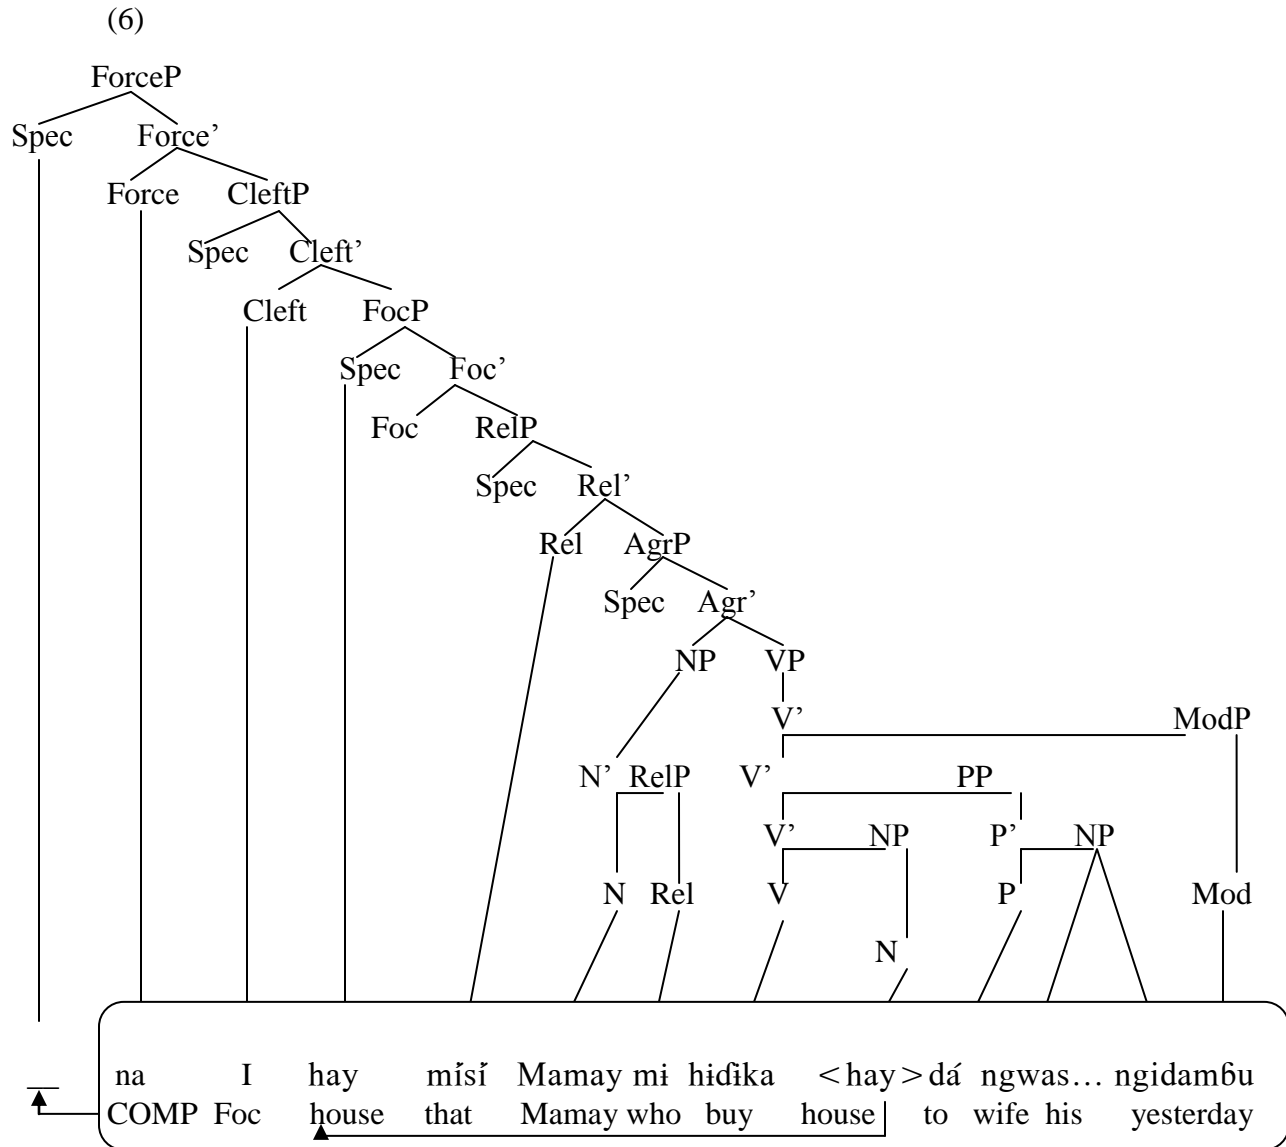 (6)
ForceP
Spec Force’
Force CleftP
Spec Cleft’
Cleft FocP
Spec Foc’
Foc RelP
Spec Rel’
Rel AgrP
Spec Agr’
NP VP
V’ ModP
N’ RelP V’ PP
V’ NP P’ NP
N Rel V P Mod
N
na I hay mɨ́sɨ́ Mamay mɨ hɨɗɨka <hay> dá ngwas… ngidamɓu
__ COMP Foc house that Mamay who buy house to wife his yesterday